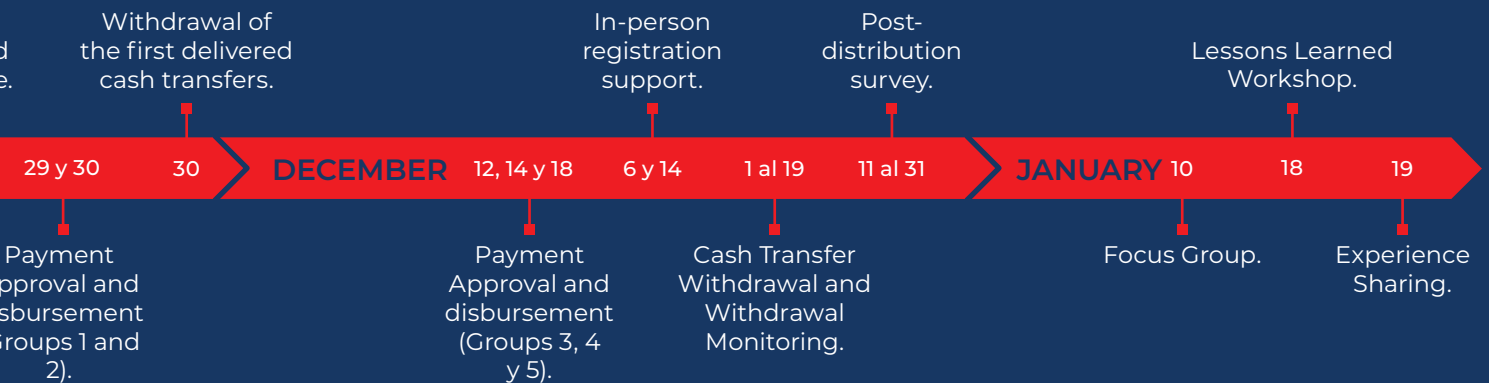 Withdrawal of
the first delivered
cash transfers.
In-person
registration
support.
Post-
distribution
survey.
Lessons Learned
Workshop.
29 y 30
30
DECEMBER
12, 14 y 18
6 y 14
1 al 19
11 al 31
JANUARY
10
18
19
Payment
and
and
2).
Payment
Approval and
disbursement
(Groups 3, 4
y 5).
Cash Transfer
Withdrawal and
Withdrawal
Monitoring.
Focus Group.
Experience
Sharing.